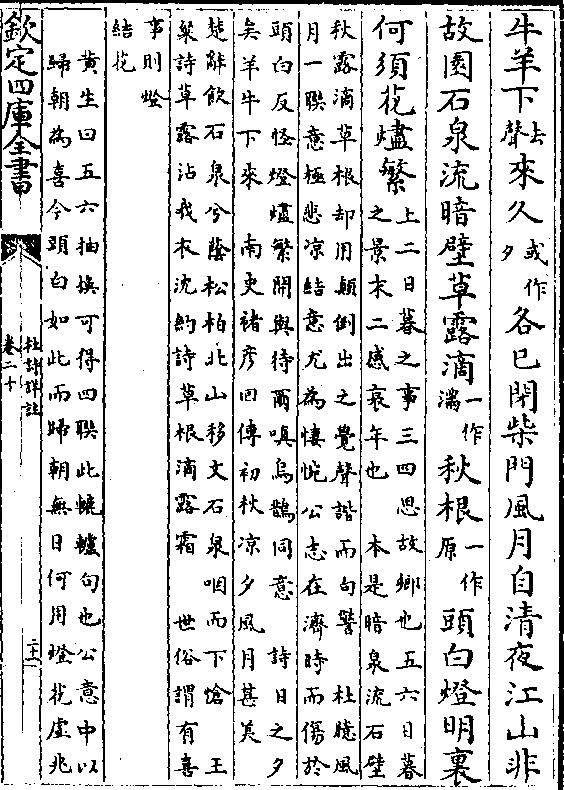 牛羊下去聲來久或作夕各已閉柴門風月自清夜江山非
故園石泉流暗壁草露滴一作滿秋根一作原頭白燈明裏
何須花燼繁上二日暮之事三四思故鄉也五六日暮
之景末二感衰年也 本是暗泉流石壁
秋露滴草根却用顛倒出之覺聲諧而句警 杜臆風
月一聯意極悲凉結意尤為悽惋公志在濟時而傷於
頭白反怪燈燼繁開與待爾嗔烏鵲同意 詩日之夕
矣羊牛下來 南史褚彦回傳初秋凉夕風月甚美
楚辭飲石泉兮蔭松柏北山移文石泉咽而下愴 王
粲詩草露沾我衣沈約詩草根滴露霜 世俗謂有喜
事則燈
結花
黄生曰五六抽換可得四聯此轆轤句也公意中以
歸朝為喜今頭白如此而歸朝無日何用燈花虚兆
欽定四庫全書
杜詩詳註
卷二十